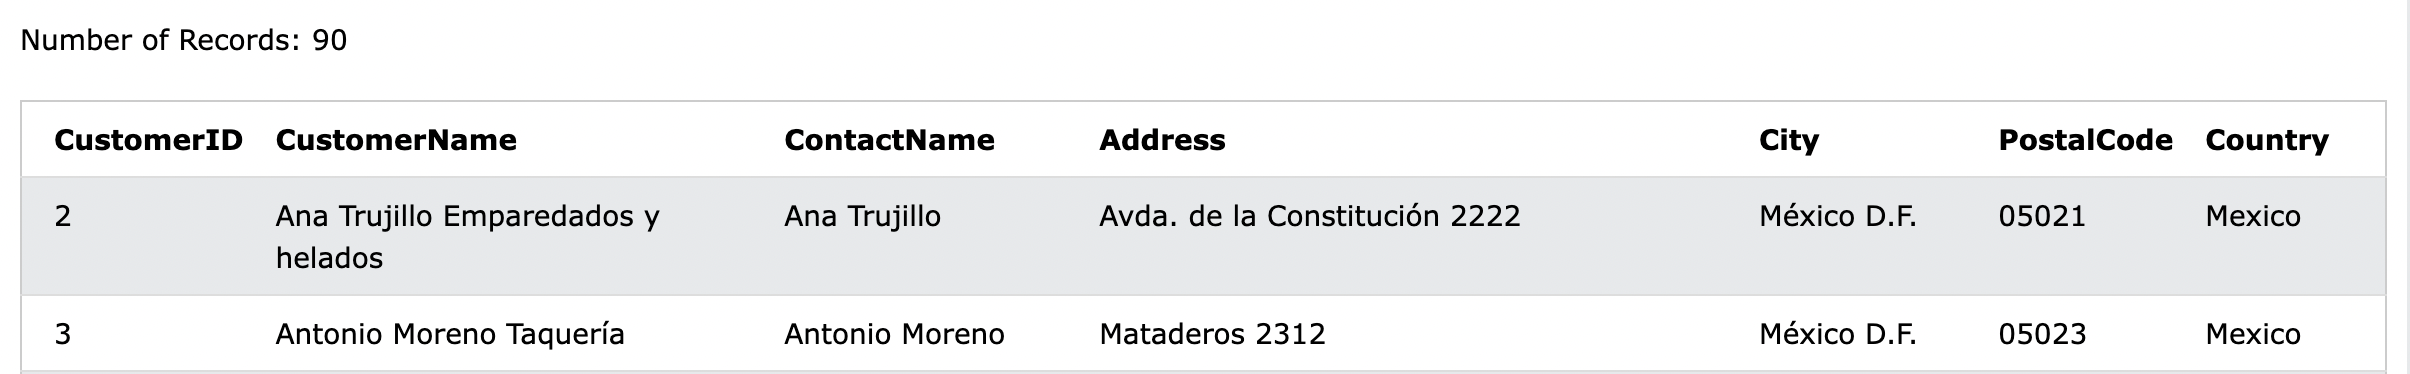 Number of Records: 90
CustomerID CustomerName ContactName Address City PostalCode Country
2 Ana Trujillo Emparedados y Ana Trujillo Avda. de la Constitución 2222 México D.F. 05021 Mexico
helados
3 Antonio Moreno Taquería Antonio Moreno Mataderos 2312 México D.F. 05023 Mexico